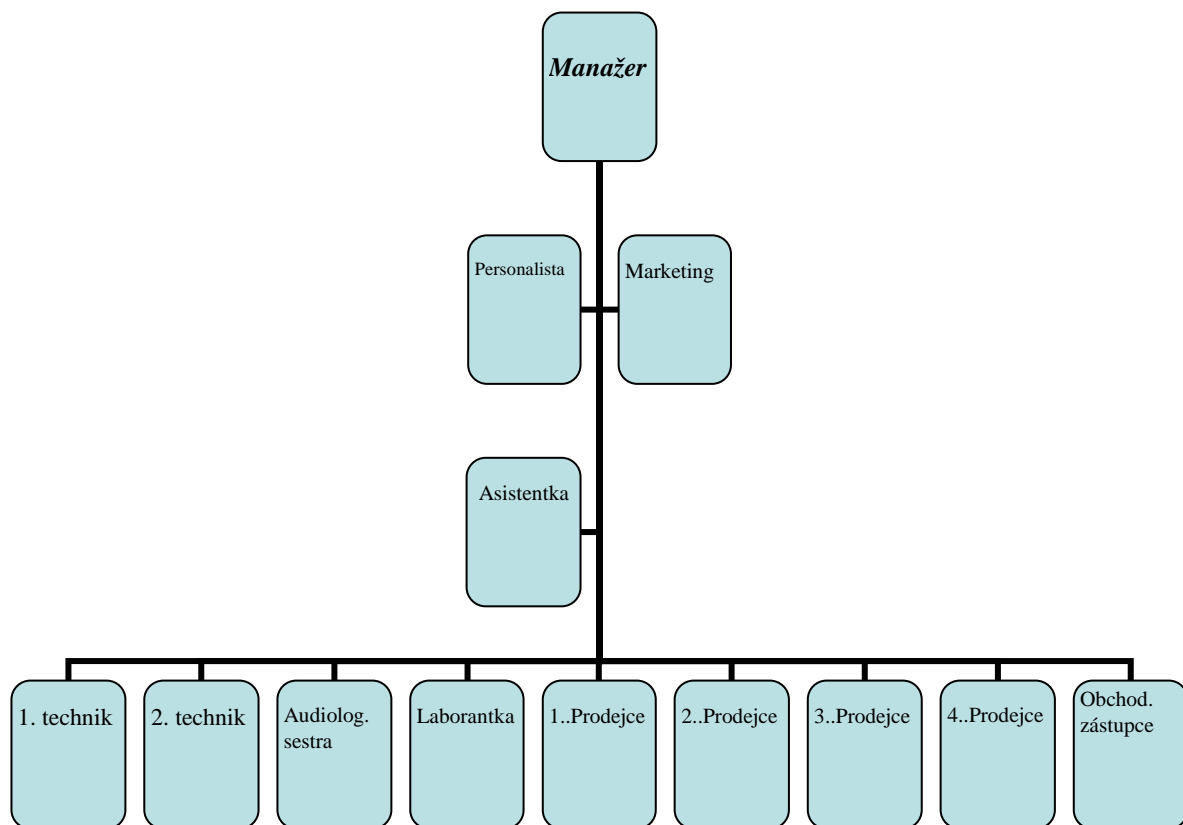 Manažer
Personalista
Marketing
Asistentka
1. technik
2. technik
Audiolog.
sestra
Laborantka
1..Prodejce
2..Prodejce
3..Prodejce
4..Prodejce
Obchod.
zástupce